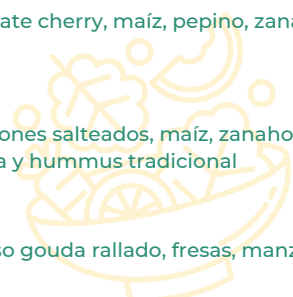 ate cherry, maíz, pepino, zana
ones salteados, maíz, zanaho
a y hummus tradicional
so gouda rallado, fresas, manz